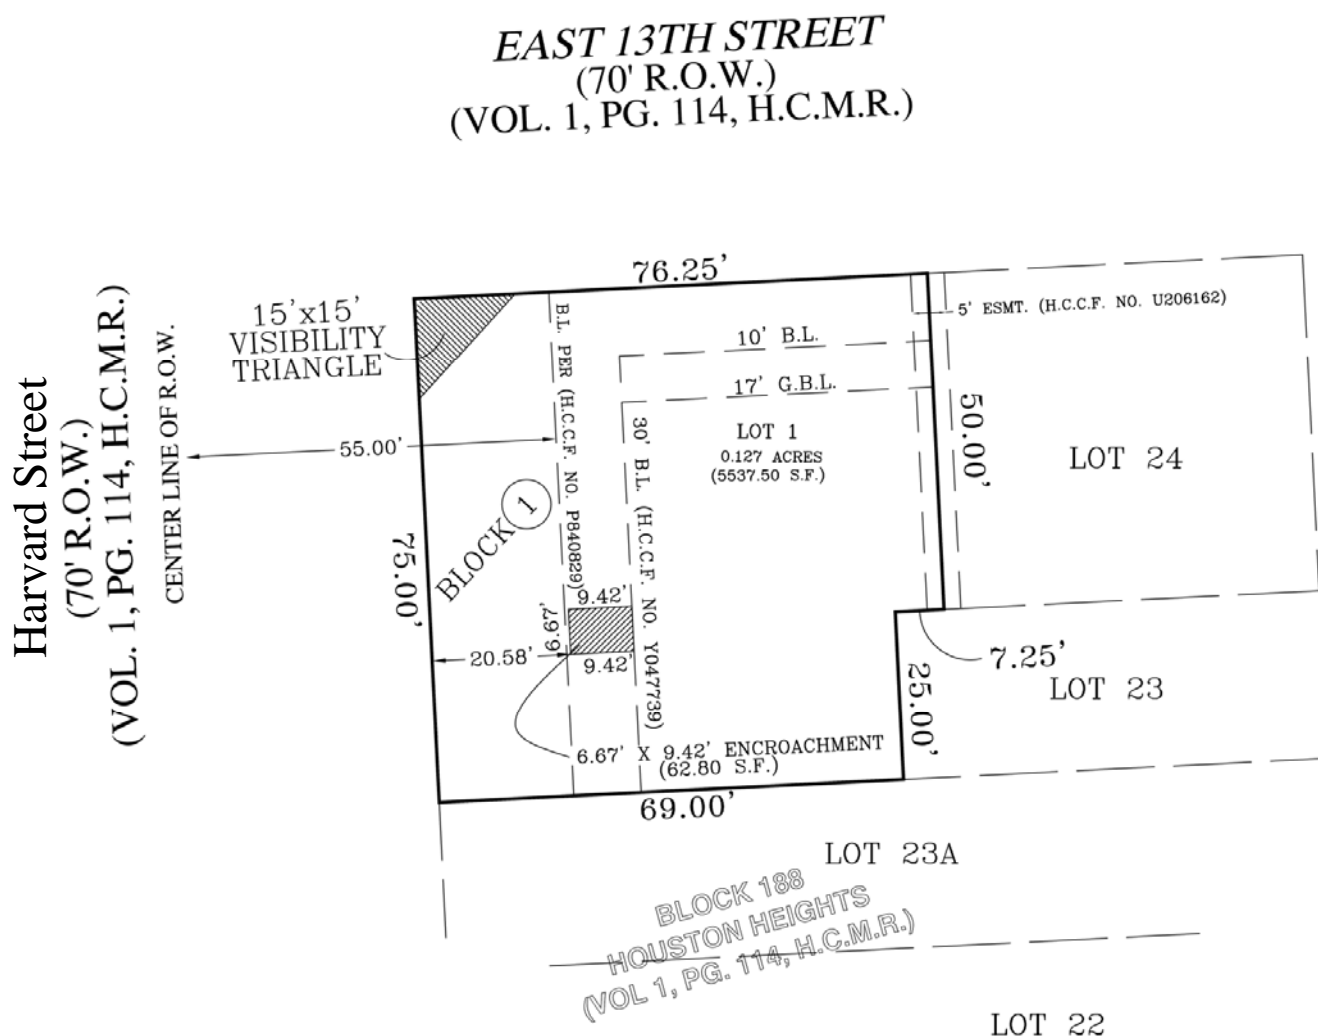 EAST 13TH STREET
(70' R.O.W.)
(VOL. 1, PG. 114, H.C.M.R.)
Harvard Street
(70' R.O.W.)
(VOL. 1, PG. 114, H.C.M.R.)
CENTER LINE OF R.O.W.
76.25'
15'x15'
VISIBILITY
TRIANGLE
B.L. PER (H.C.C.F. NO. P840829)
5' ESMT. (H.C.C.F. NO. U206162)
10' B.L.
17' G.B.L.
30' B.L. (H.C.C.F. NO. Y047739)
LOT 1
0.127 ACRES
(5537.50 S.F.)
50.00'
LOT 24
55.00'
BLOCK 1
75.00'
9.42'
6.67'
9.42'
20.58'
7.25'
25.00'
LOT 23
6.67' X 9.42' ENCROACHMENT
(62.80 S.F.)
69.00'
LOT 23A
BLOCK 188
HOUSTON HEIGHTS
(VOL 1, PG. 114, H.C.M.R.)
LOT 22